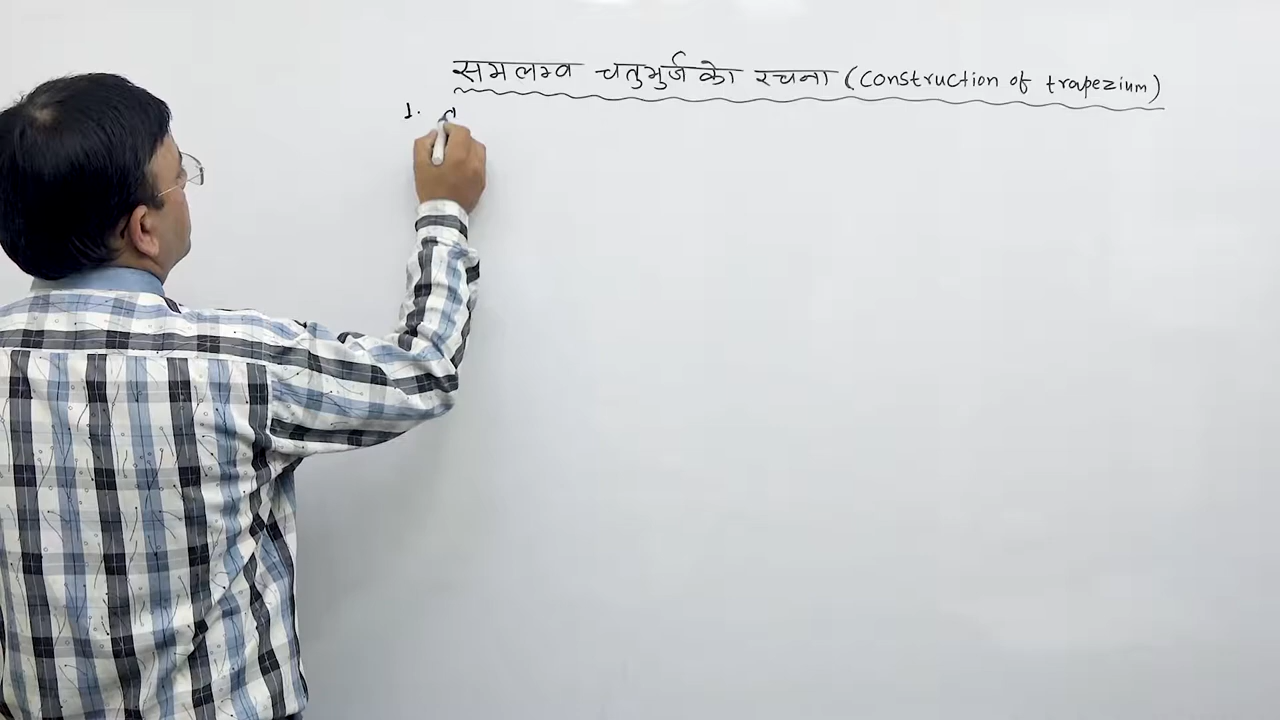 समलम्व चतुर्भुज को रचना (Construction of trapezium)
1.